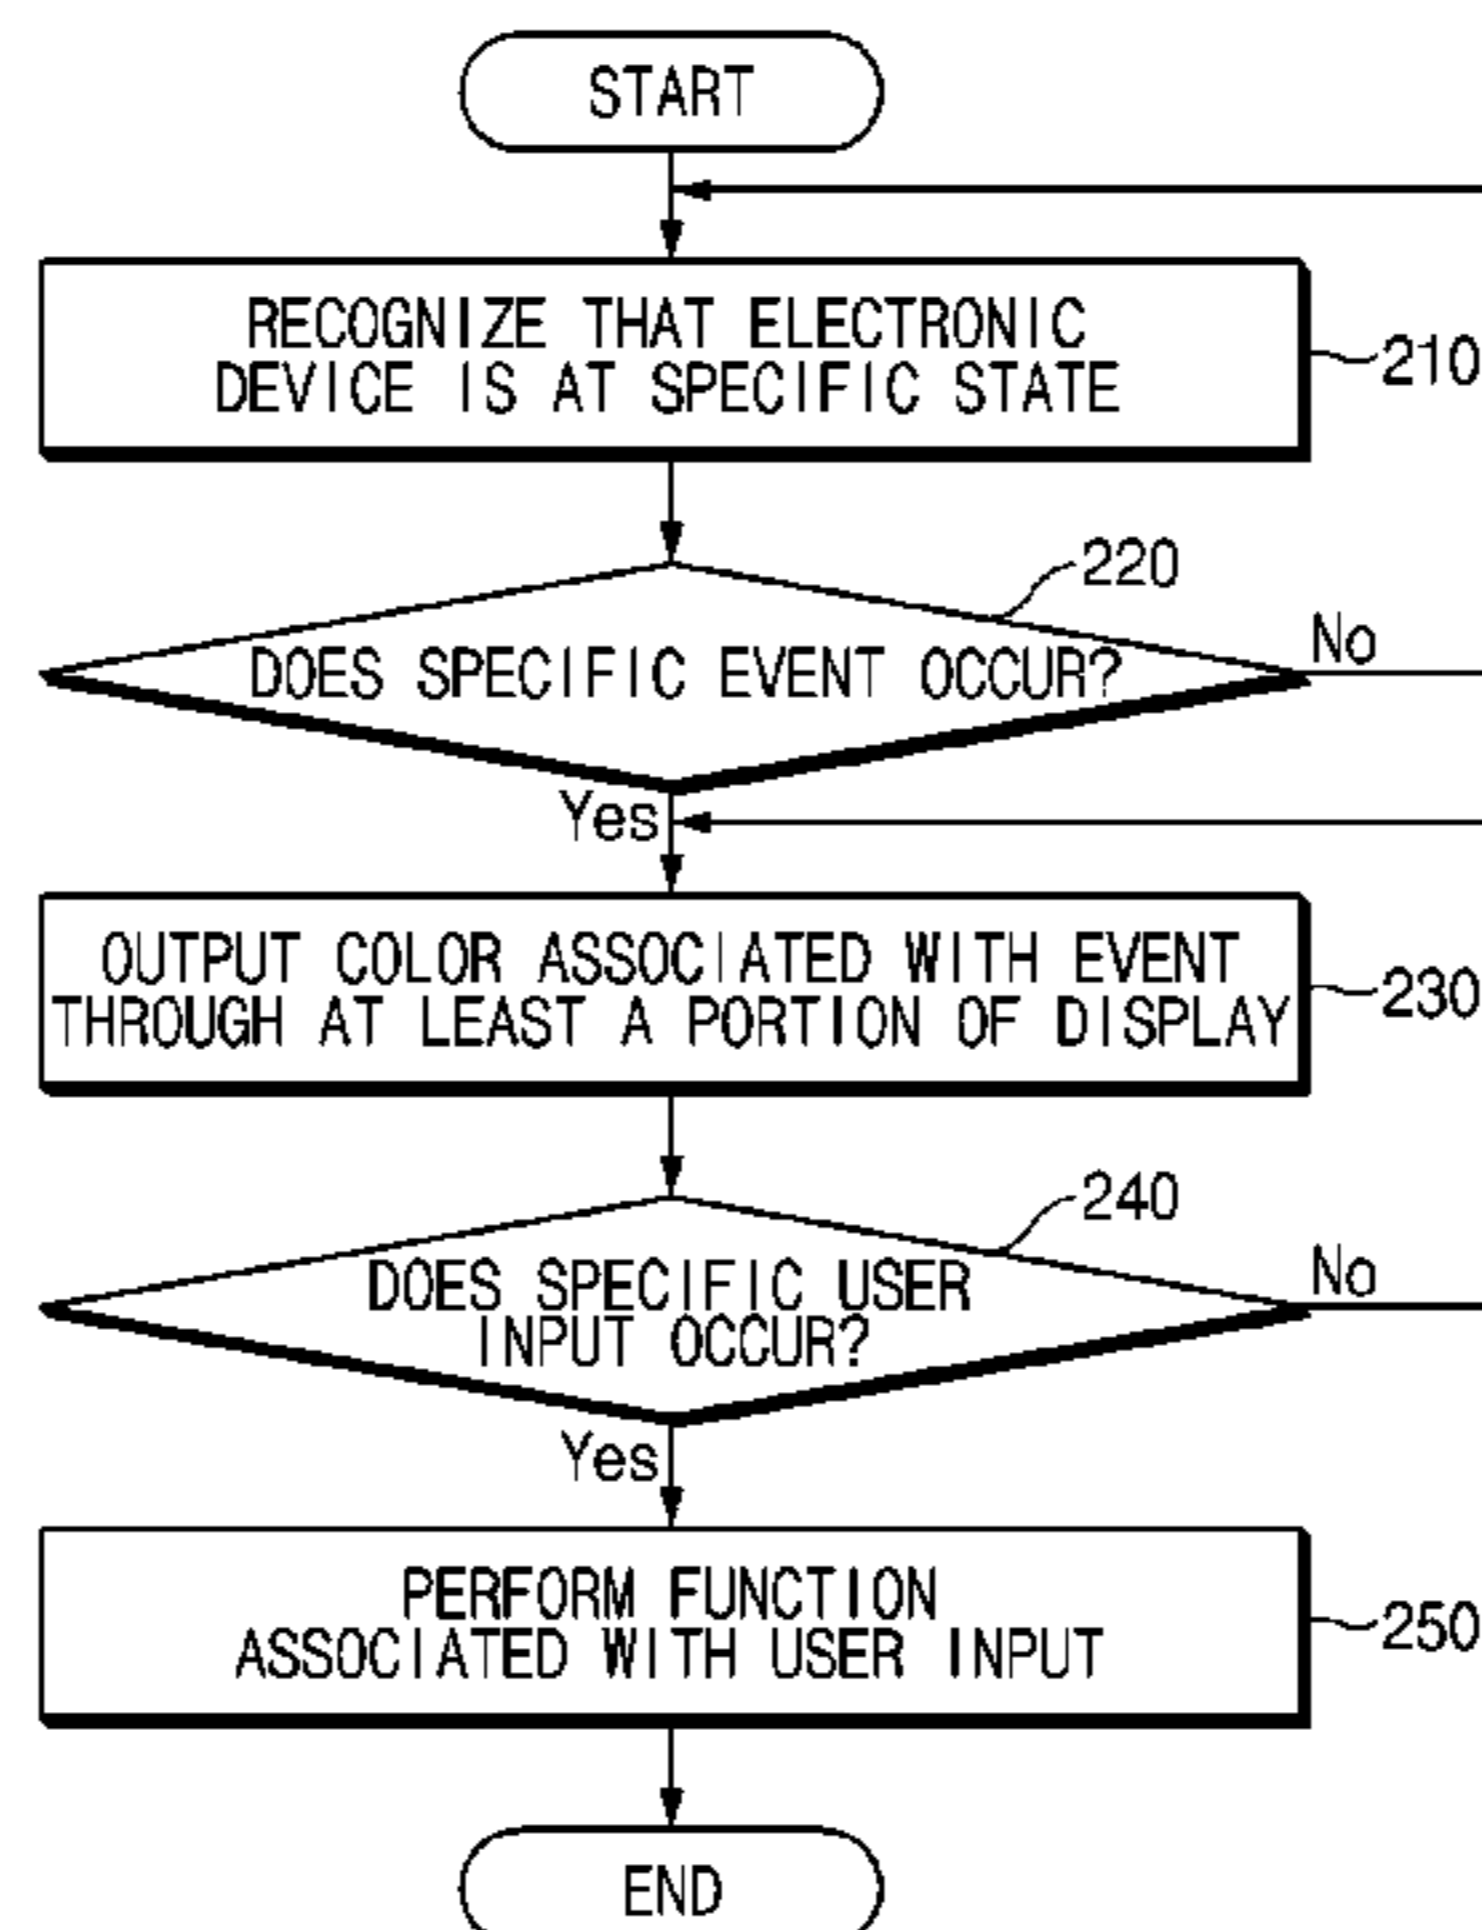 START
RECOGNIZE THAT ELECTRONIC
DEVICE IS AT SPECIFIC STATE
210
220
DOES SPECIFIC EVENT OCCUR?
No
Yes
OUTPUT COLOR ASSOCIATED WITH EVENT
THROUGH AT LEAST A PORTION OF DISPLAY
230
240
DOES SPECIFIC USER
INPUT OCCUR?
No
Yes
PERFORM FUNCTION
ASSOCIATED WITH USER INPUT
250
END